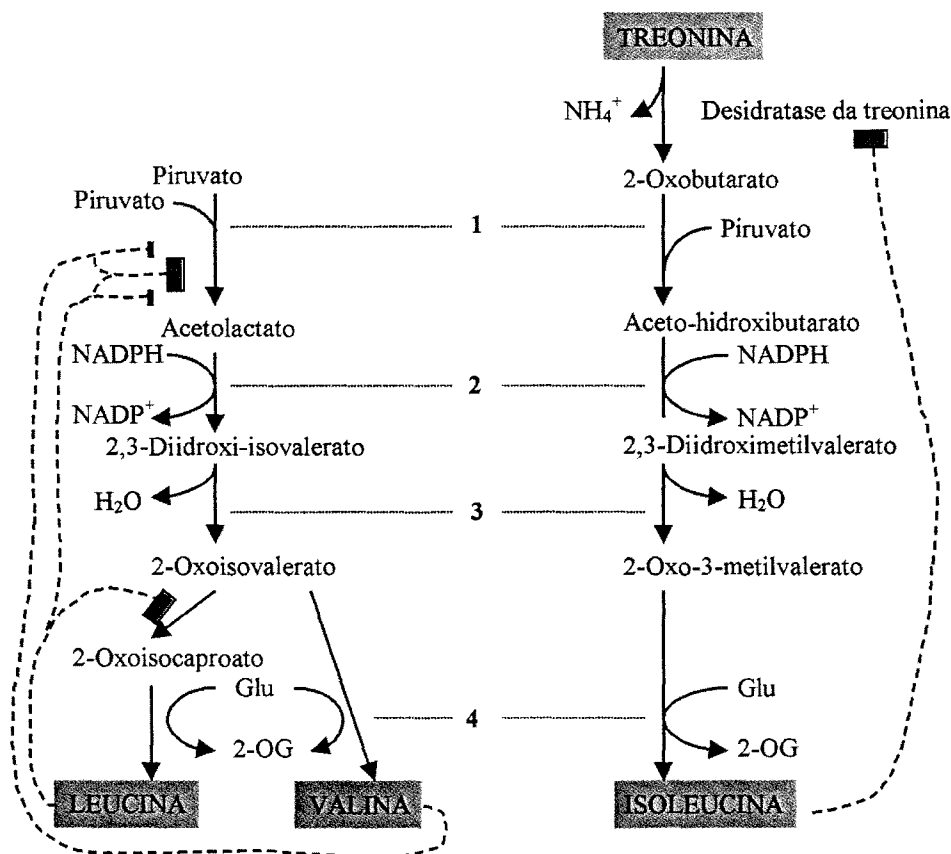 TREONINA
NH₄⁺
Desidratase da treonina
Piruvato
Piruvato
2-Oxobutarato
1
Piruvato
Acetolactato
Aceto-hidroxibutarato
NADPH
NADPH
2
NADP⁺
NADP⁺
2,3-Diidroxi-isovalerato
2,3-Diidroximetilvalerato
H₂O
H₂O
3
2-Oxoisovalerato
2-Oxo-3-metilvalerato
2-Oxoisocaproato
Glu
Glu
4
2-OG
2-OG
LEUCINA
VALINA
ISOLEUCINA